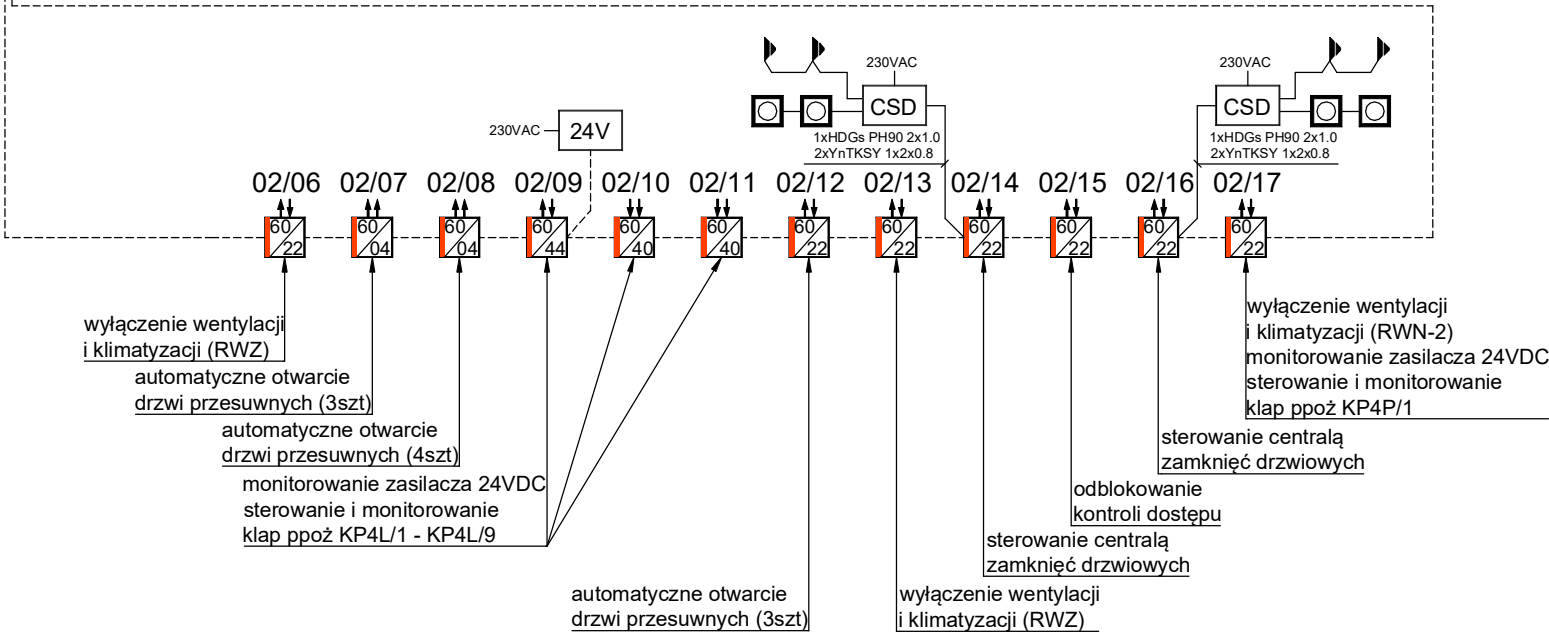 230VAC
230VAC
CSD
CSD
230VAC
24V
1xHDGs PH90 2x1.0
2xYnTKSY 1x2x0.8
1xHDGs PH90 2x1.0
2xYnTKSY 1x2x0.8
02/06 02/07 02/08 02/09 02/10 02/11 02/12 02/13 02/14 02/15 02/16 02/17
60 60 60 60 60 60 60 60 60 60 60 60
22 04 04 44 40 40 22 22 22 22 22 22
wyłączenie wentylacji
i klimatyzacji (RWZ)
automatyczne otwarcie
drzwi przesuwnych (3szt)
automatyczne otwarcie
drzwi przesuwnych (4szt)
monitorowanie zasilacza 24VDC
sterowanie i monitorowanie
klap ppoż KP4L/1 - KP4L/9
automatyczne otwarcie
drzwi przesuwnych (3szt)
wyłączenie wentylacji
i klimatyzacji (RWZ)
sterowanie centralą
zamknięć drzwiowych
odblokowanie
kontroli dostępu
sterowanie centralą
zamknięć drzwiowych
wyłączenie wentylacji
i klimatyzacji (RWN-2)
monitorowanie zasilacza 24VDC
sterowanie i monitorowanie
klap ppoż KP4P/1